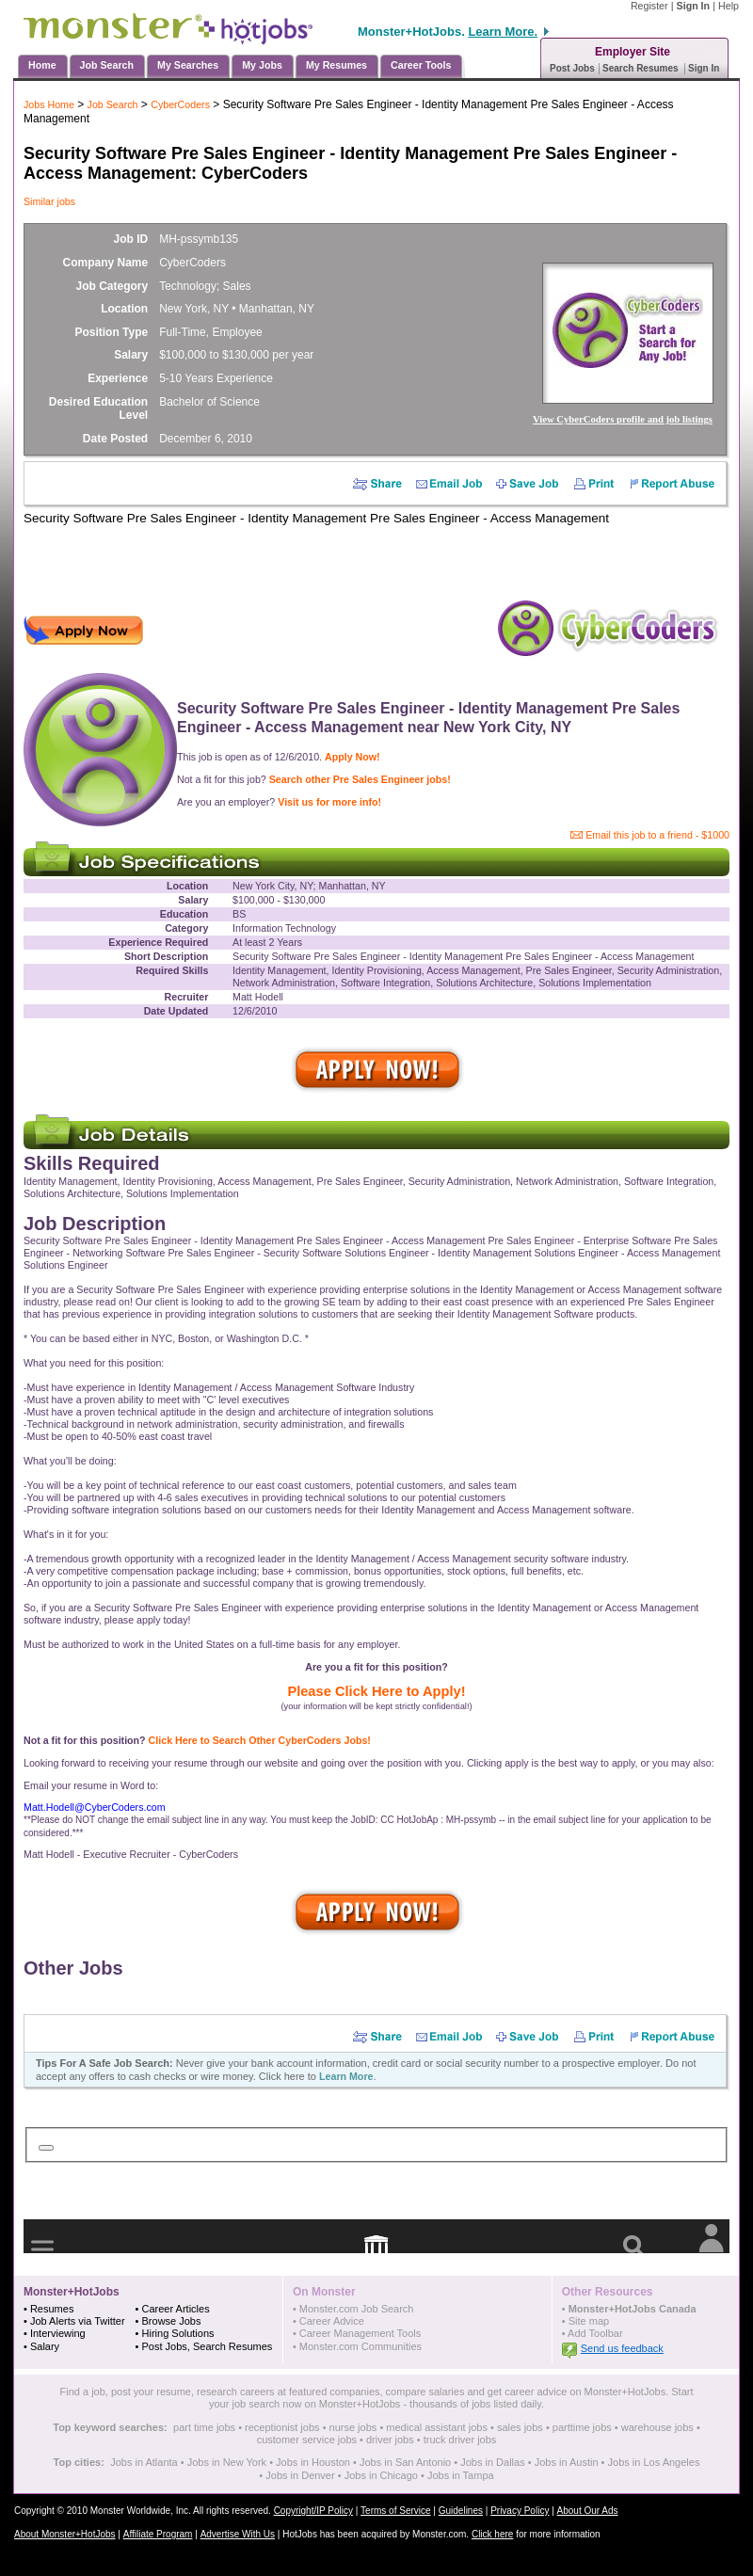 Register | Sign In | Help
monster+hotjobs
Monster+HotJobs. Learn More.
Employer Site
Post Jobs | Search Resumes | Sign In
Home Job Search My Searches My Jobs My Resumes Career Tools
Jobs Home > Job Search > CyberCoders > Security Software Pre Sales Engineer - Identity Management Pre Sales Engineer - Access
Management
Security Software Pre Sales Engineer - Identity Management Pre Sales Engineer -
Access Management: CyberCoders
Similar jobs
Job ID MH-pssymb135
Company Name CyberCoders
Job Category Technology; Sales
Location New York, NY • Manhattan, NY
Position Type Full-Time, Employee
Salary $100,000 to $130,000 per year
Experience 5-10 Years Experience
Desired Education
Level
Bachelor of Science
Date Posted December 6, 2010
CyberCoders
Start a
Search for
Any Job!
View CyberCoders profile and job listings
Share Email Job Save Job Print Report Abuse
Security Software Pre Sales Engineer - Identity Management Pre Sales Engineer - Access Management
Apply Now
CyberCoders
Security Software Pre Sales Engineer - Identity Management Pre Sales
Engineer - Access Management near New York City, NY
This job is open as of 12/6/2010. Apply Now!
Not a fit for this job? Search other Pre Sales Engineer jobs!
Are you an employer? Visit us for more info!
Email this job to a friend - $1000
Job Specifications
Location New York City, NY; Manhattan, NY
Salary $100,000 - $130,000
Education BS
Category Information Technology
Experience Required At least 2 Years
Short Description Security Software Pre Sales Engineer - Identity Management Pre Sales Engineer - Access Management
Required Skills Identity Management, Identity Provisioning, Access Management, Pre Sales Engineer, Security Administration,
Network Administration, Software Integration, Solutions Architecture, Solutions Implementation
Recruiter Matt Hodell
Date Updated 12/6/2010
APPLY NOW!
Job Details
Skills Required
Identity Management, Identity Provisioning, Access Management, Pre Sales Engineer, Security Administration, Network Administration, Software Integration,
Solutions Architecture, Solutions Implementation
Job Description
Security Software Pre Sales Engineer - Identity Management Pre Sales Engineer - Access Management Pre Sales Engineer - Enterprise Software Pre Sales
Engineer - Networking Software Pre Sales Engineer - Security Software Solutions Engineer - Identity Management Solutions Engineer - Access Management
Solutions Engineer
If you are a Security Software Pre Sales Engineer with experience providing enterprise solutions in the Identity Management or Access Management software
industry, please read on! Our client is looking to add to the growing SE team by adding to their east coast presence with an experienced Pre Sales Engineer
that has previous experience in providing integration solutions to customers that are seeking their Identity Management Software products.
* You can be based either in NYC, Boston, or Washington D.C. *
What you need for this position:
-Must have experience in Identity Management / Access Management Software Industry
-Must have a proven ability to meet with "C' level executives
-Must have a proven technical aptitude in the design and architecture of integration solutions
-Technical background in network administration, security administration, and firewalls
-Must be open to 40-50% east coast travel
What you'll be doing:
-You will be a key point of technical reference to our east coast customers, potential customers, and sales team
-You will be partnered up with 4-6 sales executives in providing technical solutions to our potential customers
-Providing software integration solutions based on our customers needs for their Identity Management and Access Management software.
What's in it for you:
-A tremendous growth opportunity with a recognized leader in the Identity Management / Access Management security software industry.
-A very competitive compensation package including; base + commission, bonus opportunities, stock options, full benefits, etc.
-An opportunity to join a passionate and successful company that is growing tremendously.
So, if you are a Security Software Pre Sales Engineer with experience providing enterprise solutions in the Identity Management or Access Management
software industry, please apply today!
Must be authorized to work in the United States on a full-time basis for any employer.
Are you a fit for this position?
Please Click Here to Apply!
(your information will be kept strictly confidential!)
Not a fit for this position? Click Here to Search Other CyberCoders Jobs!
Looking forward to receiving your resume through our website and going over the position with you. Clicking apply is the best way to apply, or you may also:
Email your resume in Word to:
Matt.Hodell@CyberCoders.com
**Please do NOT change the email subject line in any way. You must keep the JobID: CC HotJobAp : MH-pssymb -- in the email subject line for your application to be
considered.***
Matt Hodell - Executive Recruiter - CyberCoders
APPLY NOW!
Other Jobs
Share Email Job Save Job Print Report Abuse
Tips For A Safe Job Search: Never give your bank account information, credit card or social security number to a prospective employer. Do not
accept any offers to cash checks or wire money. Click here to Learn More.
Monster+HotJobs On Monster Other Resources
• Resumes • Career Articles • Monster.com Job Search • Monster+HotJobs Canada
• Job Alerts via Twitter • Browse Jobs • Career Advice • Site map
• Interviewing • Hiring Solutions • Career Management Tools • Add Toolbar
• Salary • Post Jobs, Search Resumes • Monster.com Communities Send us feedback
Find a job, post your resume, research careers at featured companies, compare salaries and get career advice on Monster+HotJobs. Start
your job search now on Monster+HotJobs - thousands of jobs listed daily.
Top keyword searches: part time jobs • receptionist jobs • nurse jobs • medical assistant jobs • sales jobs • parttime jobs • warehouse jobs •
customer service jobs • driver jobs • truck driver jobs
Top cities: Jobs in Atlanta • Jobs in New York • Jobs in Houston • Jobs in San Antonio • Jobs in Dallas • Jobs in Austin • Jobs in Los Angeles
• Jobs in Denver • Jobs in Chicago • Jobs in Tampa
Copyright © 2010 Monster Worldwide, Inc. All rights reserved. Copyright/IP Policy | Terms of Service | Guidelines | Privacy Policy | About Our Ads
About Monster+HotJobs | Affiliate Program | Advertise With Us | HotJobs has been acquired by Monster.com. Click here for more information